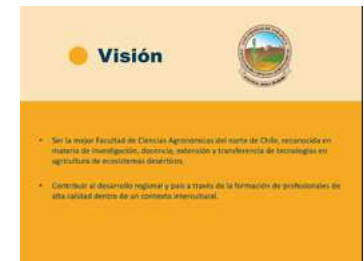 Visión
• Ser la mejor Facultad de Ciencias Agronómicas del norte de Chile, reconocida en
materia de investigación, docencia, extensión y transferencia de tecnologías en
agricultura de ecosistemas desérticos.
• Contribuir al desarrollo regional y país a través de la formación de profesionales de
alta calidad dentro de un contexto intercultural.